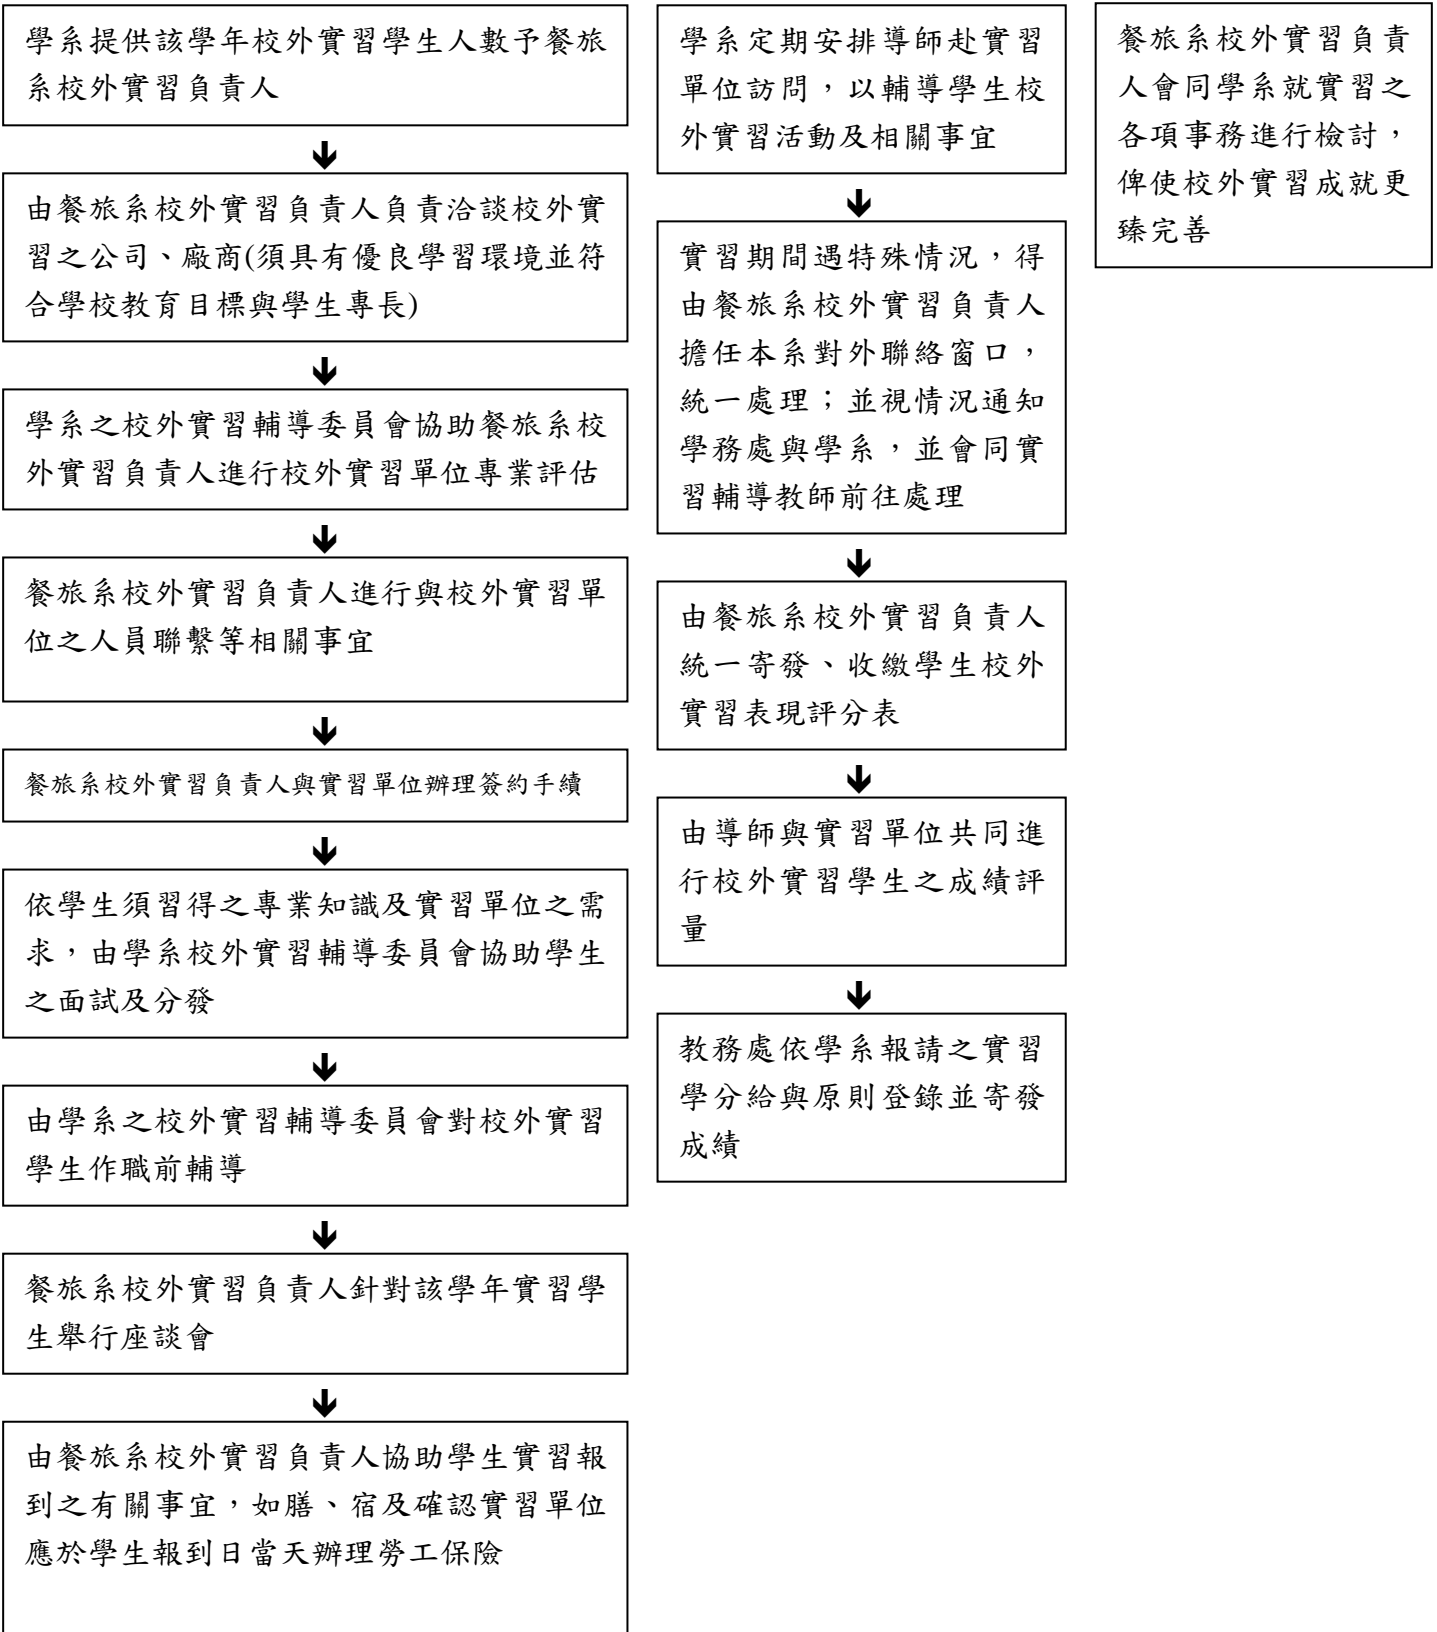 學系提供該學年校外實習學生人數予餐旅
系校外實習負責人
由餐旅系校外實習負責人負責洽談校外實
習之公司、廠商(須具有優良學習環境並符
合學校教育目標與學生專長)
學系之校外實習輔導委員會協助餐旅系校
外實習負責人進行校外實習單位專業評估
餐旅系校外實習負責人進行與校外實習單
位之人員聯繫等相關事宜
餐旅系校外實習負責人與實習單位辦理簽約手續
依學生須習得之專業知識及實習單位之需
求，由學系校外實習輔導委員會協助學生
之面試及分發
由學系之校外實習輔導委員會對校外實習
學生作職前輔導
餐旅系校外實習負責人針對該學年實習學
生舉行座談會
由餐旅系校外實習負責人協助學生實習報
到之有關事宜，如膳、宿及確認實習單位
應於學生報到日當天辦理勞工保險
學系定期安排導師赴實習
單位訪問，以輔導學生校
外實習活動及相關事宜
實習期間遇特殊情況，得
由餐旅系校外實習負責人
擔任本系對外聯絡窗口，
統一處理；並視情況通知
學務處與學系，並會同實
習輔導教師前往處理
由餐旅系校外實習負責人
統一寄發、收繳學生校外
實習表現評分表
由導師與實習單位共同進
行校外實習學生之成績評
量
教務處依學系報請之實習
學分給與原則登錄並寄發
成績
餐旅系校外實習負責
人會同學系就實習之
各項事務進行檢討，
俾使校外實習成就更
臻完善